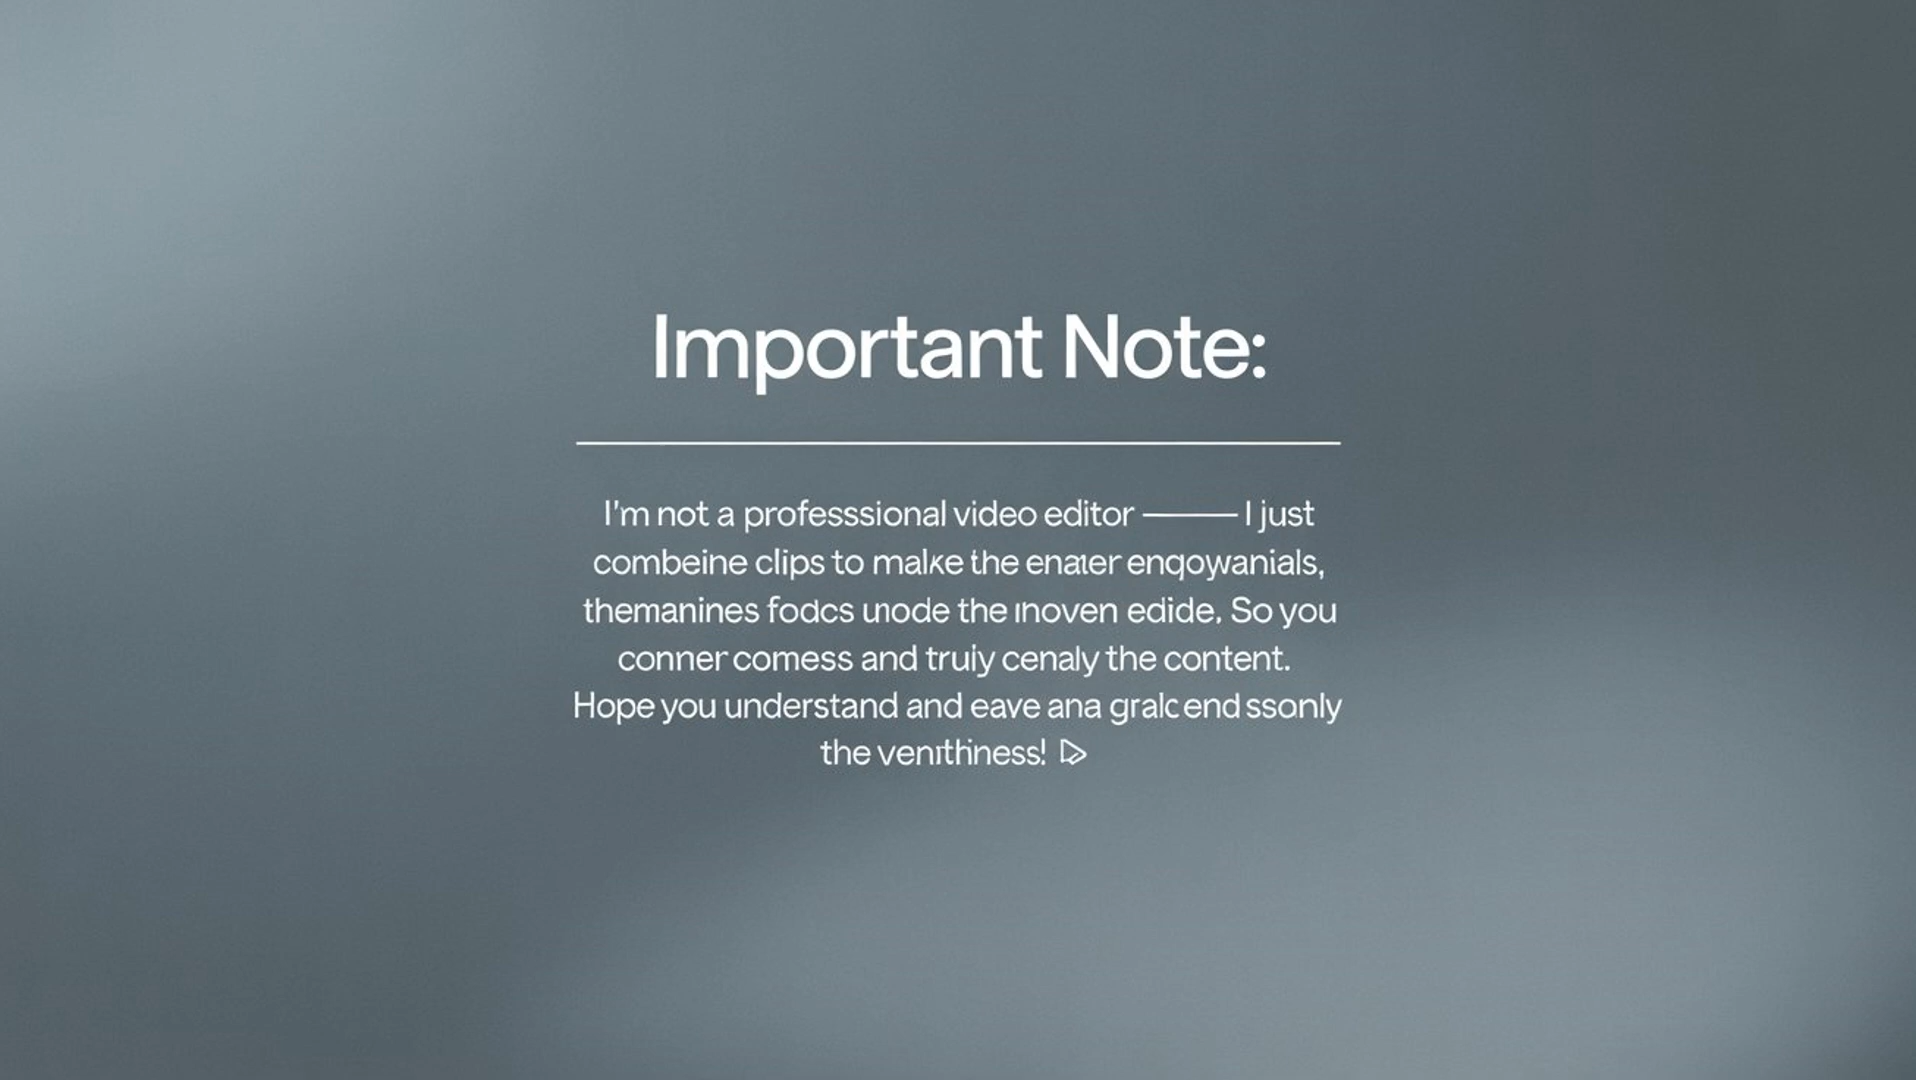 Important Note:
I'm not a professsional video editor —— I just
combeine clips to malke the enater enqowanials,
themanines fodcs unode the inoven edide. So you
conner comess and truiy cenaly the content.
Hope you understand and eave ana gralc end ssonly
the venithiness!